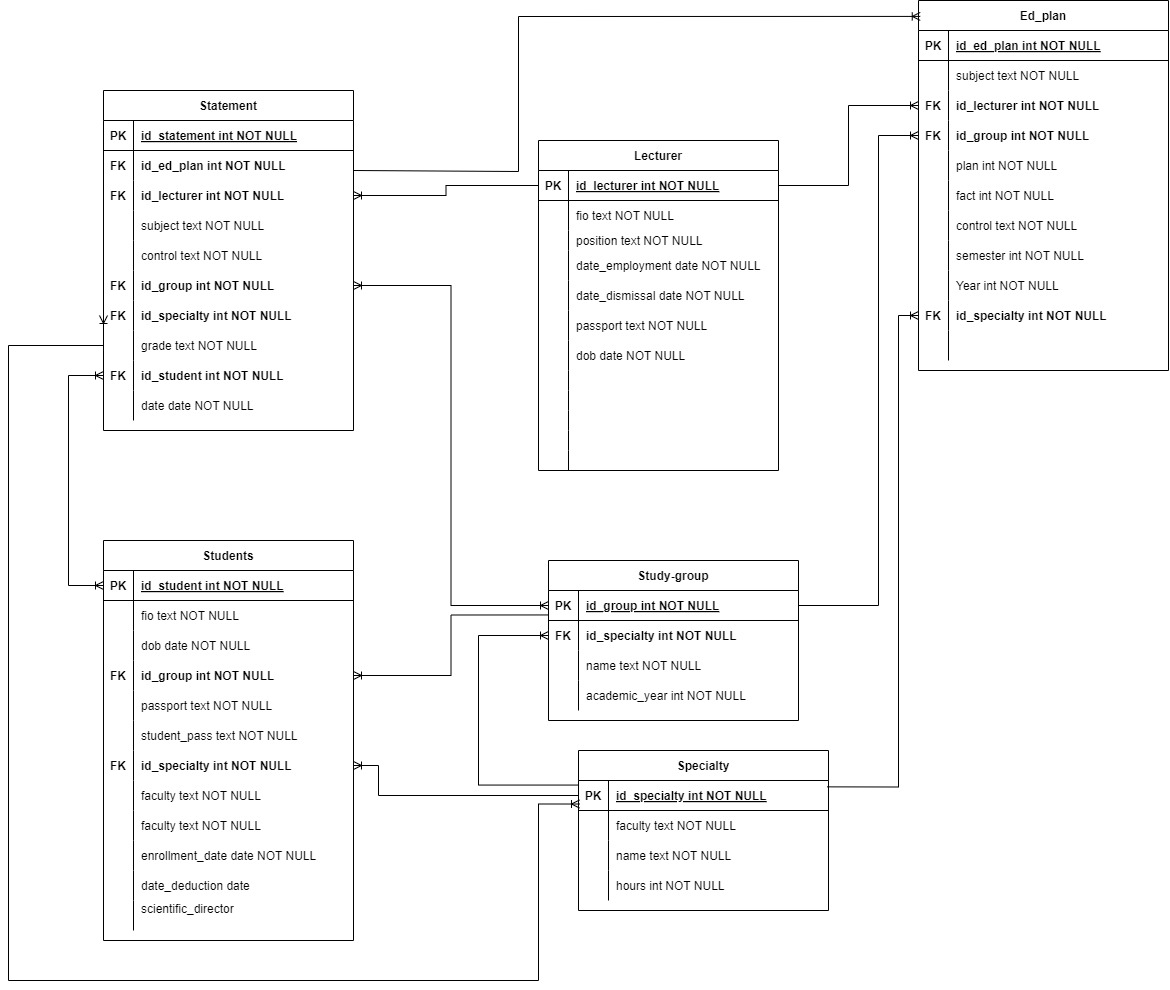 Ed_plan
PK id_ed_plan int NOT NULL
subject text NOT NULL
FK id_lecturer int NOT NULL
FK id_group int NOT NULL
plan int NOT NULL
fact int NOT NULL
control text NOT NULL
semester int NOT NULL
Year int NOT NULL
FK id_specialty int NOT NULL
Statement
PK id_statement int NOT NULL
FK id_ed_plan int NOT NULL
FK id_lecturer int NOT NULL
subject text NOT NULL
control text NOT NULL
FK id_group int NOT NULL
FK id_specialty int NOT NULL
grade text NOT NULL
FK id_student int NOT NULL
date date NOT NULL
Lecturer
PK id_lecturer int NOT NULL
fio text NOT NULL
position text NOT NULL
date_employment date NOT NULL
date_dismissal date NOT NULL
passport text NOT NULL
dob date NOT NULL
Students
PK id_student int NOT NULL
fio text NOT NULL
dob date NOT NULL
FK id_group int NOT NULL
passport text NOT NULL
student_pass text NOT NULL
FK id_specialty int NOT NULL
faculty text NOT NULL
faculty text NOT NULL
enrollment_date date NOT NULL
date_deduction date
scientific_director
Study-group
PK id_group int NOT NULL
FK id_specialty int NOT NULL
name text NOT NULL
academic_year int NOT NULL
Specialty
PK id_specialty int NOT NULL
faculty text NOT NULL
name text NOT NULL
hours int NOT NULL